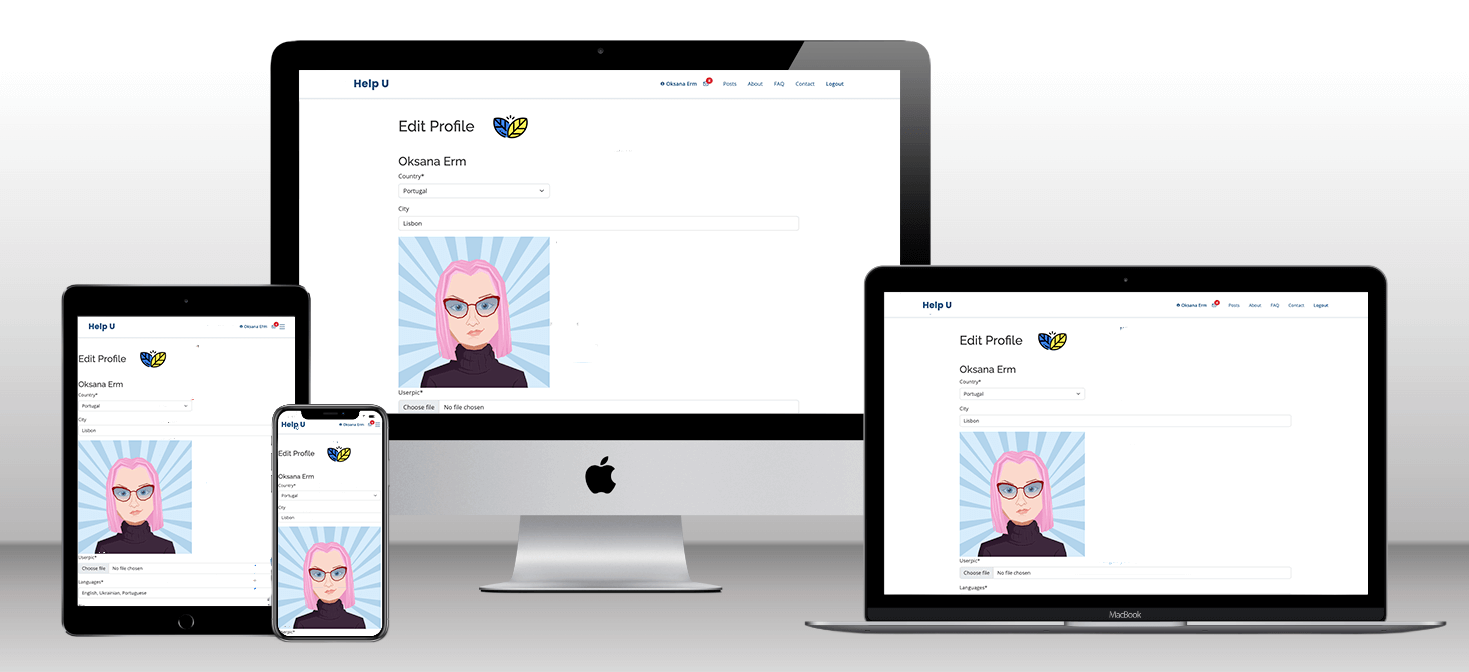 Help U
Oksana Erm
Posts
About
FAQ
Contact
Logout
Edit Profile
Oksana Erm
Country*
Portugal
City
Lisbon
Userpic*
Choose file No file chosen
Help U
Oksana Erm
Edit Profile
Oksana Erm
Country*
Portugal
City
Lisbon
Userpic*
Choose file No file chosen
Languages*
English, Ukrainian, Portuguese
Help U
Oksana Erm
Edit Profile
Oksana Erm
Country*
Portugal
City
Lisbon
Userpic*
Help U
Oksana Erm
Posts
About
FAQ
Contact
Logout
Edit Profile
Oksana Erm
Country*
Portugal
City
Lisbon
Userpic*
Choose file No file chosen
Languages*
MacBook